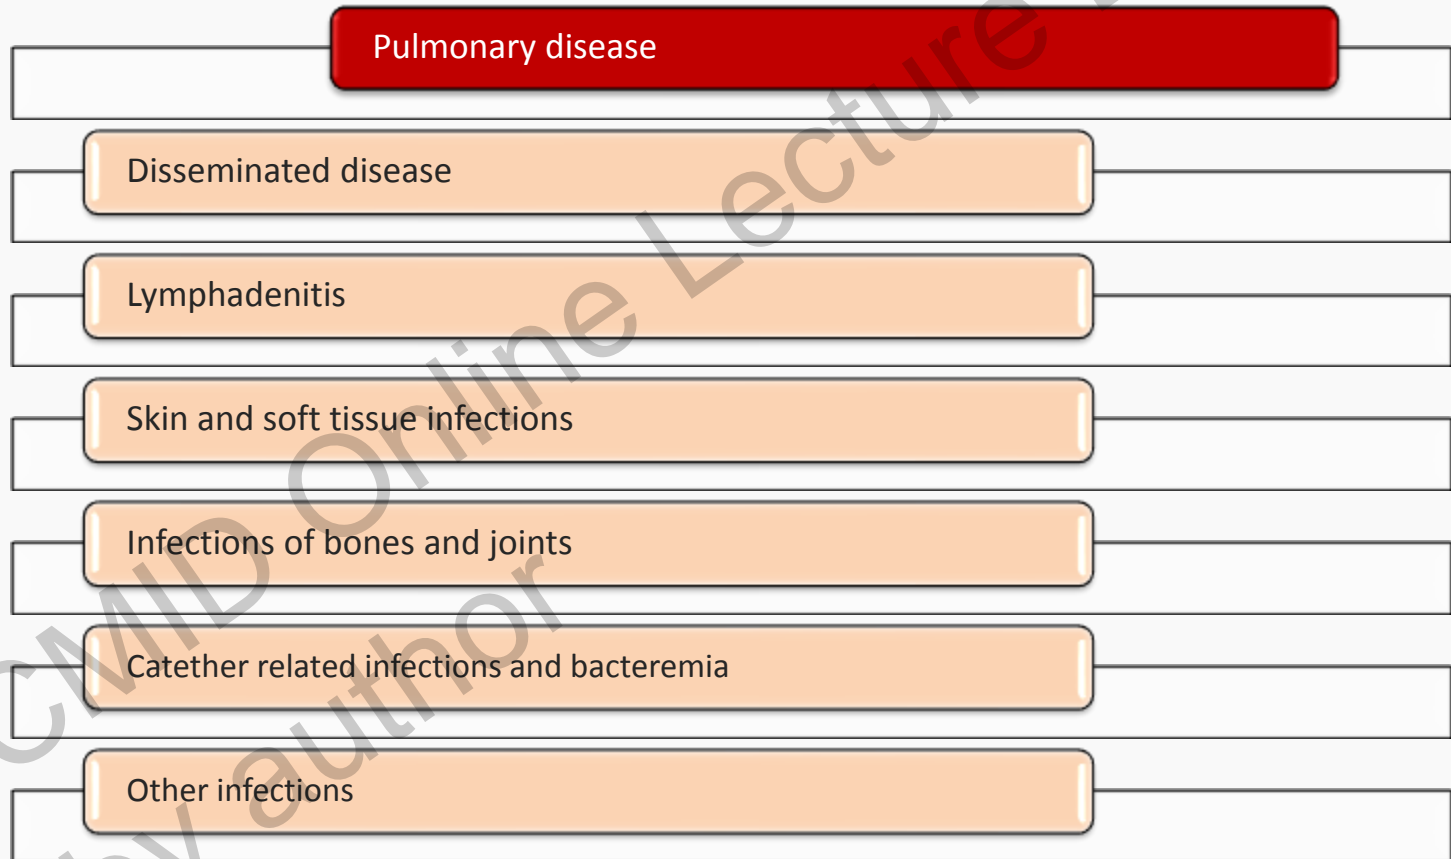 Pulmonary disease
Disseminated disease
Lymphadenitis
Skin and soft tissue infections
Infections of bones and joints
Catether related infections and bacteremia
Other infections
CMID Online Lecture
by author